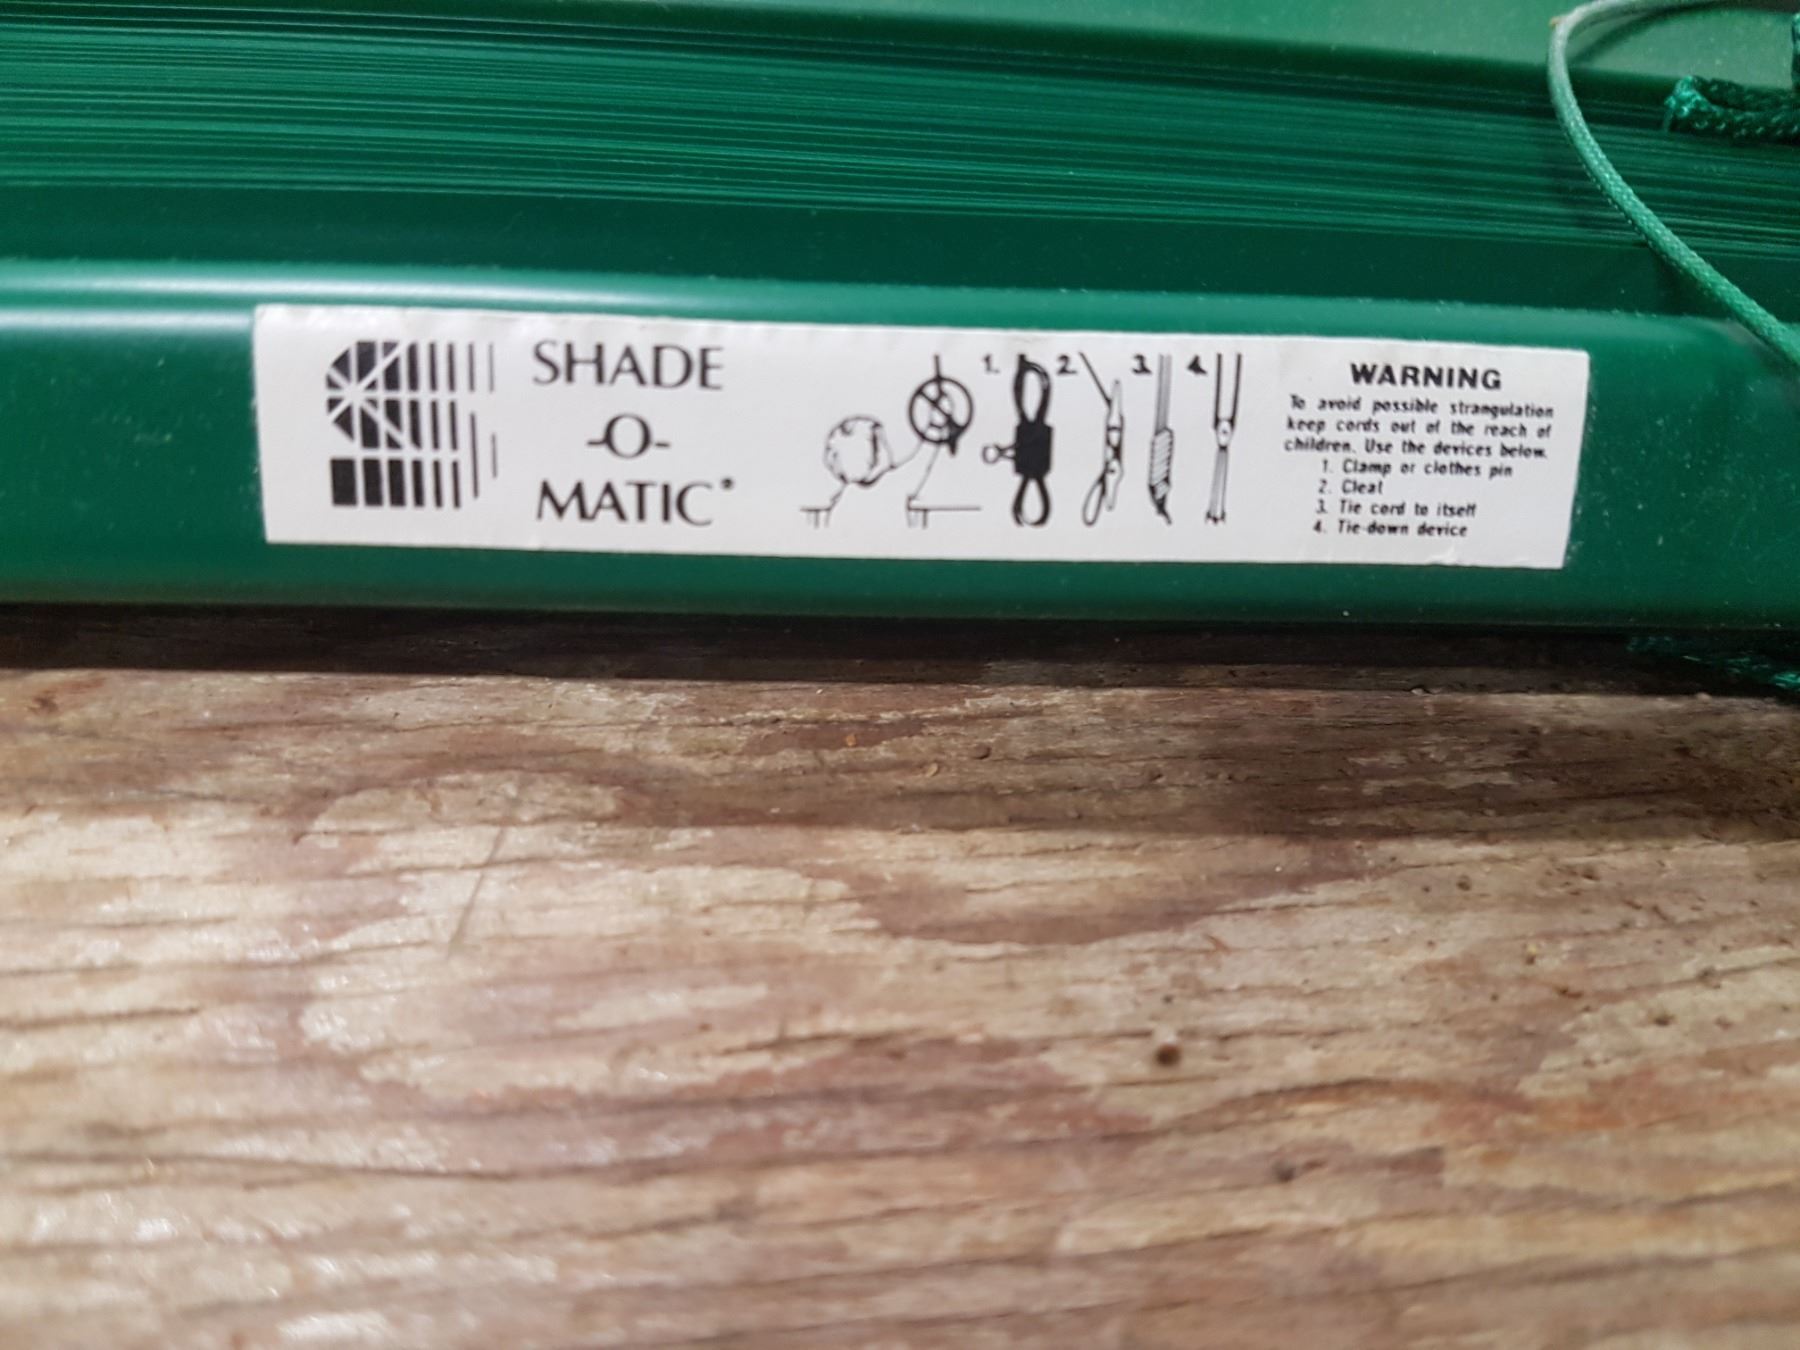 SHADE
-O-
MATIC®
1. 2. 3. 4.
WARNING
To avoid possible strangulation
keep cords out of the reach of
children. Use the devices below.
1. Clamp or clothes pin
2. Cleat
3. Tie cord to itself
4. Tie-down device